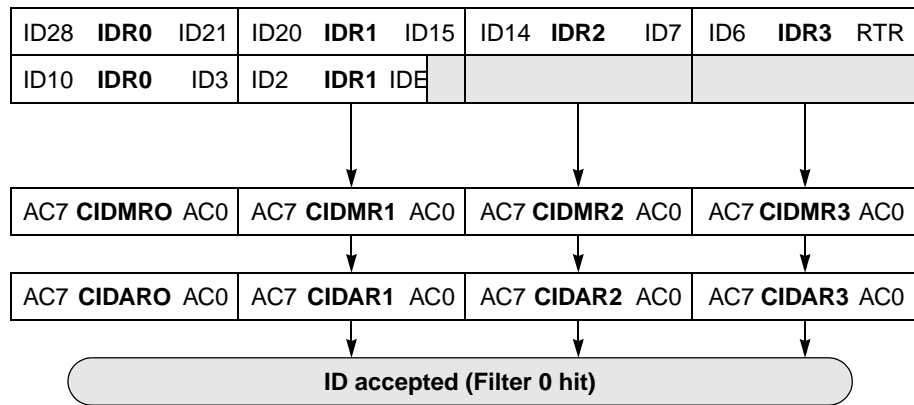 ID28 IDR0 ID21 ID20 IDR1 ID15 ID14 IDR2 ID7 ID6 IDR3 RTR
ID10 IDR0 ID3 ID2 IDR1 IDE
AC7 CIDMRO AC0 AC7 CIDMR1 AC0 AC7 CIDMR2 AC0 AC7 CIDMR3 AC0
AC7 CIDARO AC0 AC7 CIDAR1 AC0 AC7 CIDAR2 AC0 AC7 CIDAR3 AC0
ID accepted (Filter 0 hit)